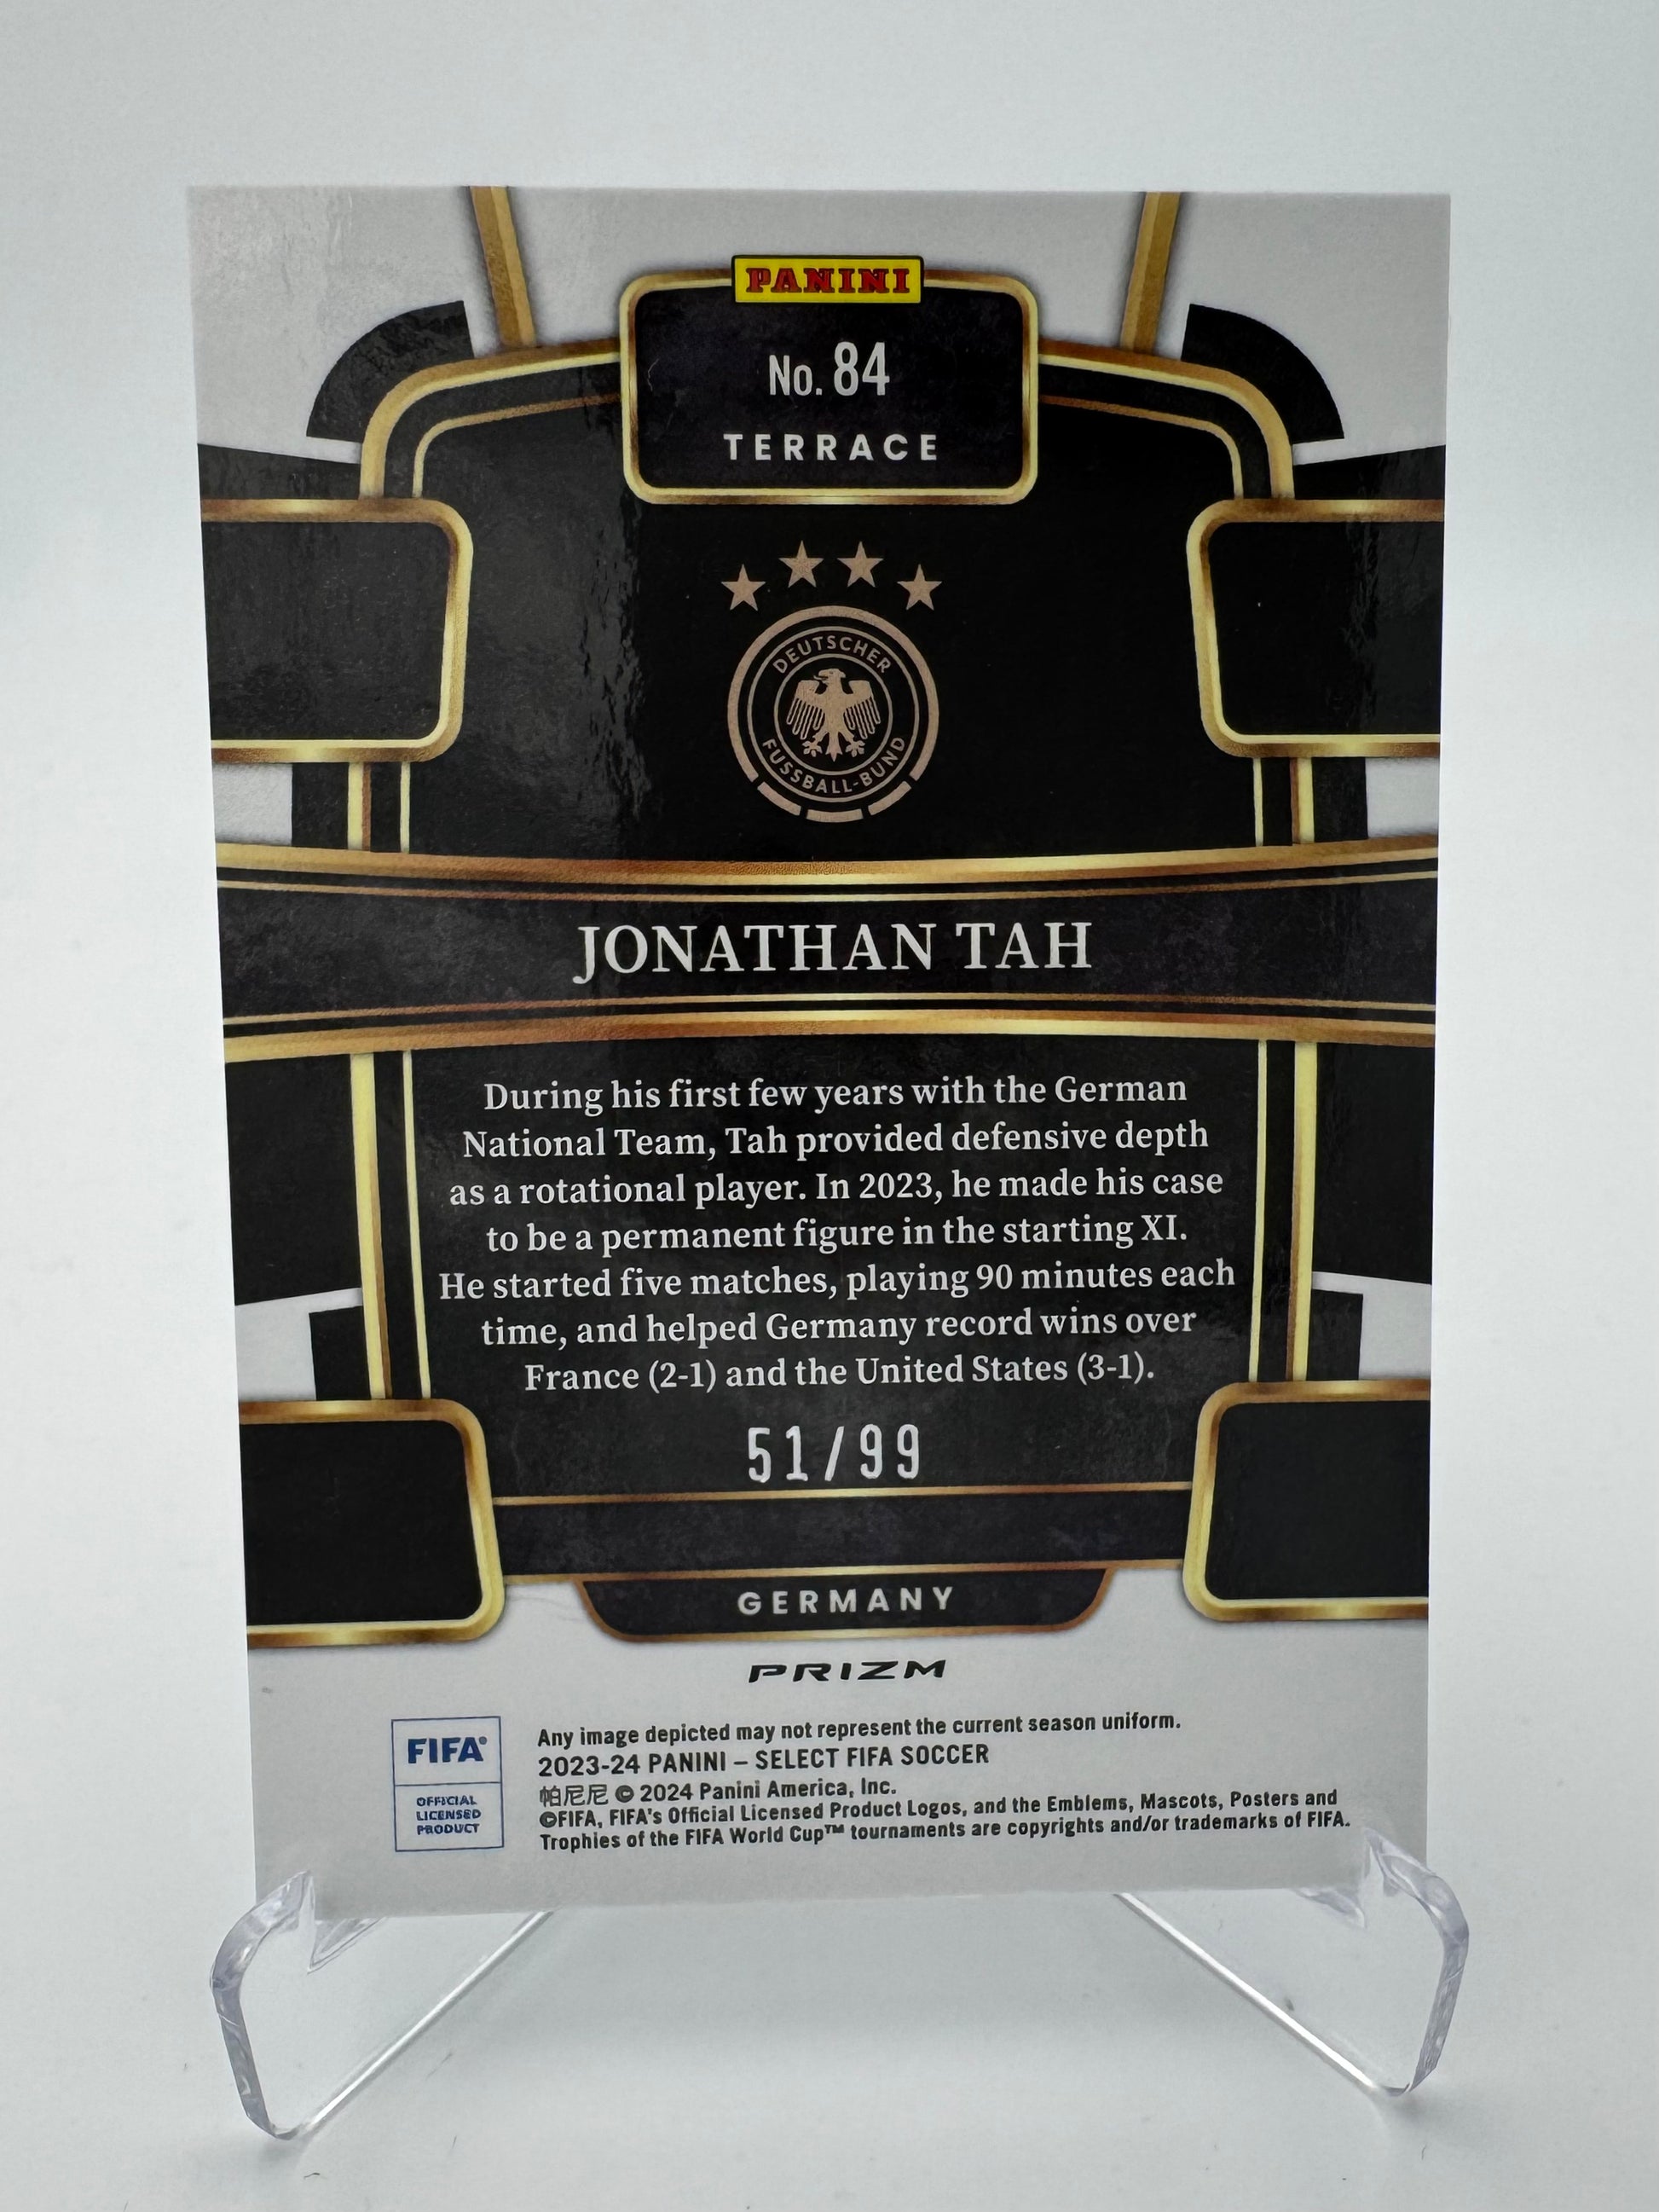 PANINI
No. 84
TERRACE
DEUTSCHER
FUSSBALL-BUND
JONATHAN TAH
During his first few years with the German
National Team, Tah provided defensive depth
as a rotational player. In 2023, he made his case
to be a permanent figure in the starting XI.
He started five matches, playing 90 minutes each
time, and helped Germany record wins over
France (2-1) and the United States (3-1).
51/99
GERMANY
PRIZM
FIFA®
OFFICIAL
LICENSED
PRODUCT
Any image depicted may not represent the current season uniform.
2023-24 PANINI – SELECT FIFA SOCCER
帕尼尼 © 2024 Panini America, Inc.
©FIFA, FIFA's Official Licensed Product Logos, and the Emblems, Mascots, Posters and
Trophies of the FIFA World Cup™ tournaments are copyrights and/or trademarks of FIFA.